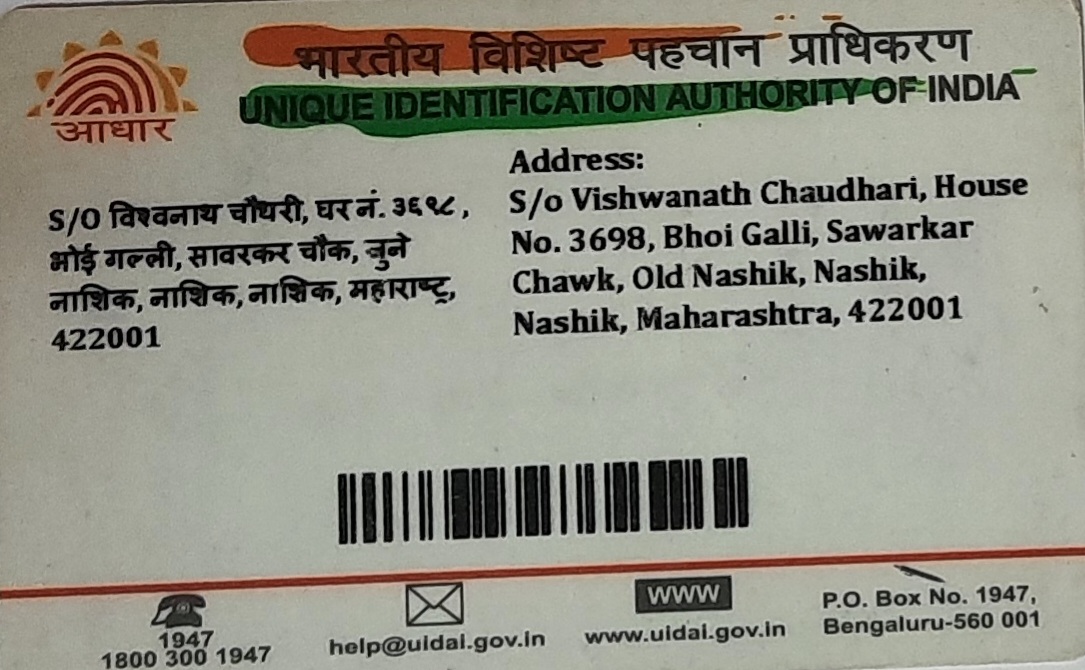 भारतीय विशिष्ट पहचान प्राधिकरण
UNIQUE IDENTIFICATION AUTHORITY OF INDIA
आधार
S/O विश्वनाथ चौधरी, घर नं. ३६९८,
भोई गल्ली, सावरकर चौक, जुने
नाशिक, नाशिक, नाशिक, महाराष्ट्र,
422001
Address:
S/o Vishwanath Chaudhari, House
No. 3698, Bhoi Galli, Sawarkar
Chawk, Old Nashik, Nashik,
Nashik, Maharashtra, 422001
1947
1800 300 1947
help@uidai.gov.in
WWW
www.uidai.gov.in
P.O. Box No. 1947,
Bengaluru-560 001